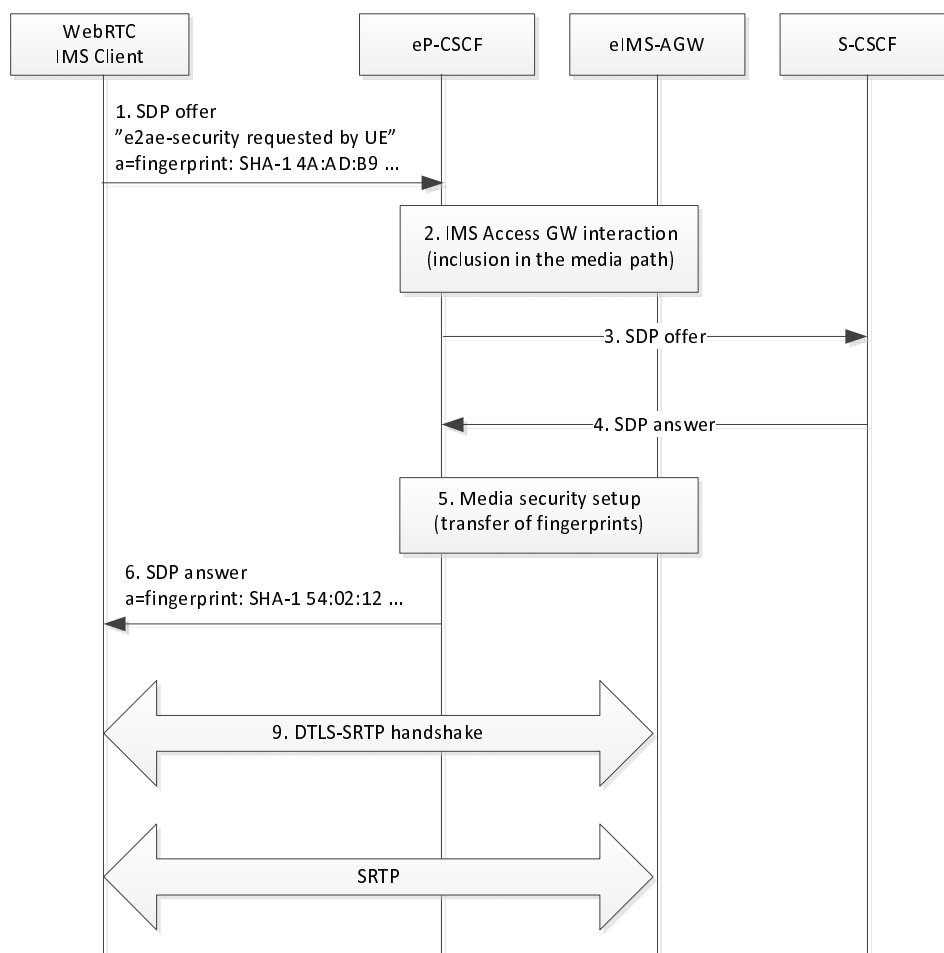 WebRTC
IMS Client
eP-CSCF
eIMS-AGW
S-CSCF
1. SDP offer
”e2ae-security requested by UE”
a=fingerprint: SHA-1 4A:AD:B9 ...
2. IMS Access GW interaction
(inclusion in the media path)
3. SDP offer
4. SDP answer
5. Media security setup
(transfer of fingerprints)
6. SDP answer
a=fingerprint: SHA-1 54:02:12 ...
9. DTLS-SRTP handshake
SRTP